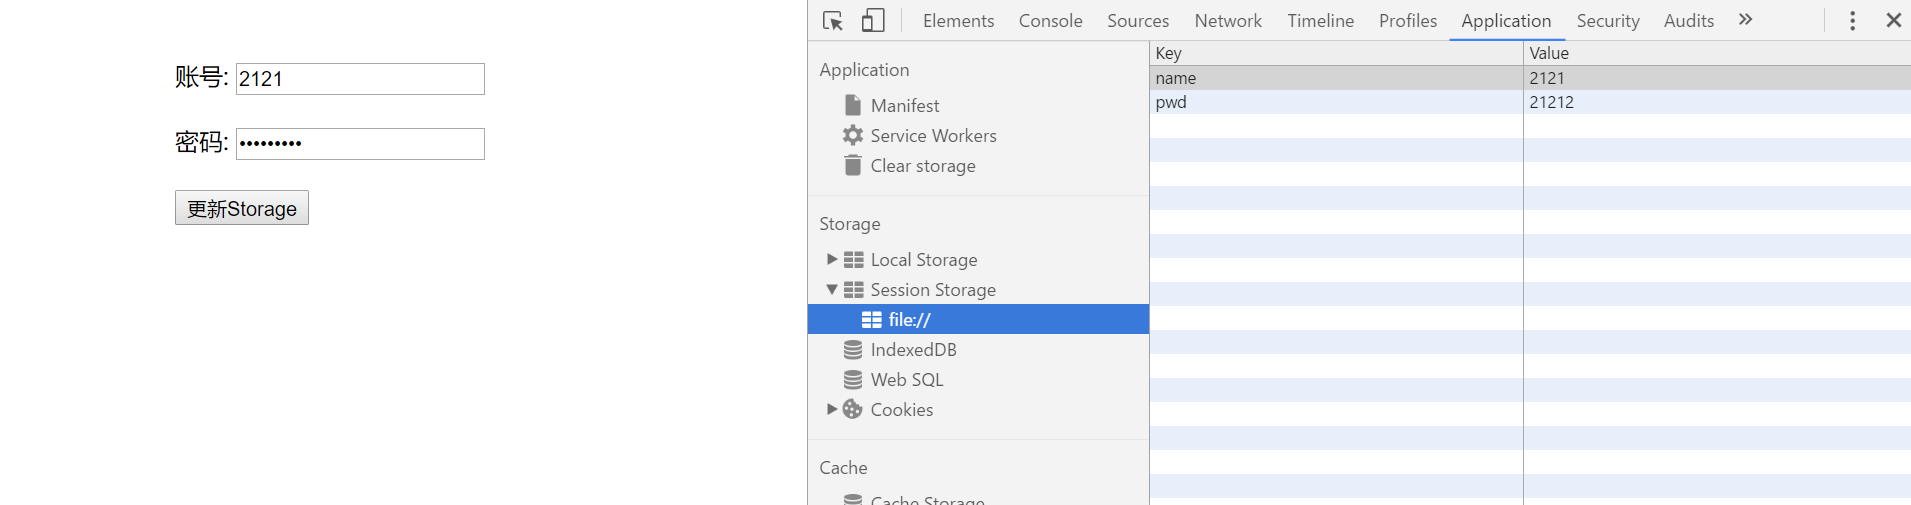 账号: 2121
密码: •••••••••
更新Storage
Elements Console Sources Network Timeline Profiles Application Security Audits »
Application
Manifest
Service Workers
Clear storage
Storage
Local Storage
Session Storage
file://
IndexedDB
Web SQL
Cookies
Cache
Cache Storage
Key Value
name 2121
pwd 21212